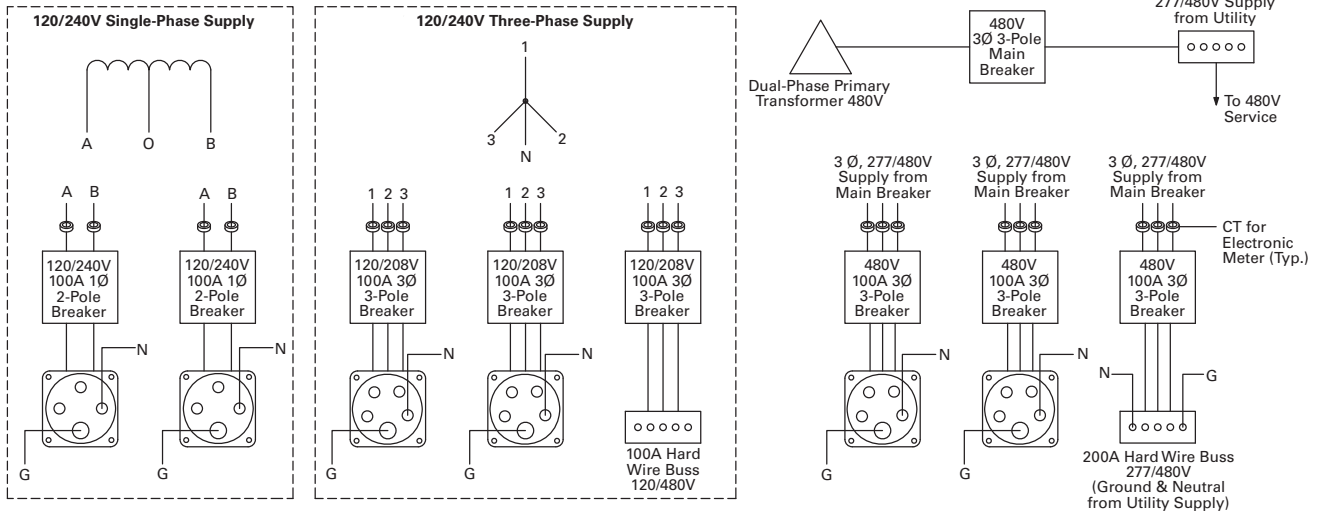 120/240V Single-Phase Supply
A O B
A B
A B
120/240V
100A 1Ø
2-Pole
Breaker
120/240V
100A 1Ø
2-Pole
Breaker
N
N
G
G
120/240V Three-Phase Supply
1
3
2
N
1 2 3
1 2 3
1 2 3
120/208V
100A 3Ø
3-Pole
Breaker
120/208V
100A 3Ø
3-Pole
Breaker
120/208V
100A 3Ø
3-Pole
Breaker
N
N
G
G
100A Hard
Wire Buss
120/480V
Dual-Phase Primary
Transformer 480V
480V
3Ø 3-Pole
Main
Breaker
277/480V Supply
from Utility
To 480V
Service
3 Ø, 277/480V
Supply from
Main Breaker
3 Ø, 277/480V
Supply from
Main Breaker
3 Ø, 277/480V
Supply from
Main Breaker
CT for
Electronic
Meter (Typ.)
480V
100A 3Ø
3-Pole
Breaker
480V
100A 3Ø
3-Pole
Breaker
480V
100A 3Ø
3-Pole
Breaker
N
N
N
G
G
G
200A Hard Wire Buss
277/480V
(Ground & Neutral
from Utility Supply)